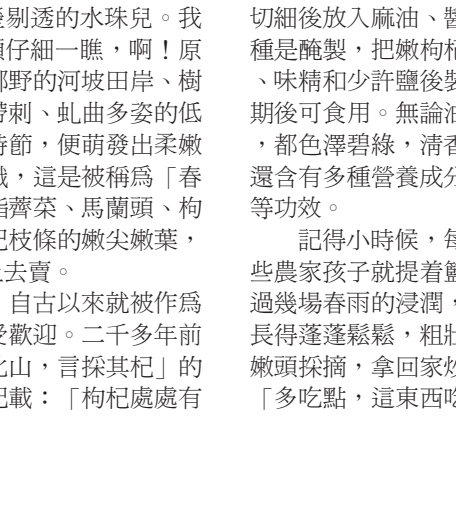 剔透的水珠兒。我
仔細一瞧，啊！原
野的河坡田岸、樹
刺、虬曲多姿的低
時節，便萌發出柔嫩
，這是被稱爲「春
薺菜、馬蘭頭、枸
杞枝條的嫩尖嫩葉，
去賣。
自古以來就被作爲
受歡迎。二千多年前
山，言採其杞」的
記載：「枸杞處處有
切細後放入麻油、醬
種是醃製，把嫩枸杞
、味精和少許鹽後裝
期後可食用。無論油
，都色澤碧綠，清香
還含有多種營養成分
等功效。
記得小時候，每
些農家孩子就提着籃
過幾場春雨的浸潤，
長得蓬蓬鬆鬆，粗壯
嫩頭採摘，拿回家炒
「多吃點，這東西吃